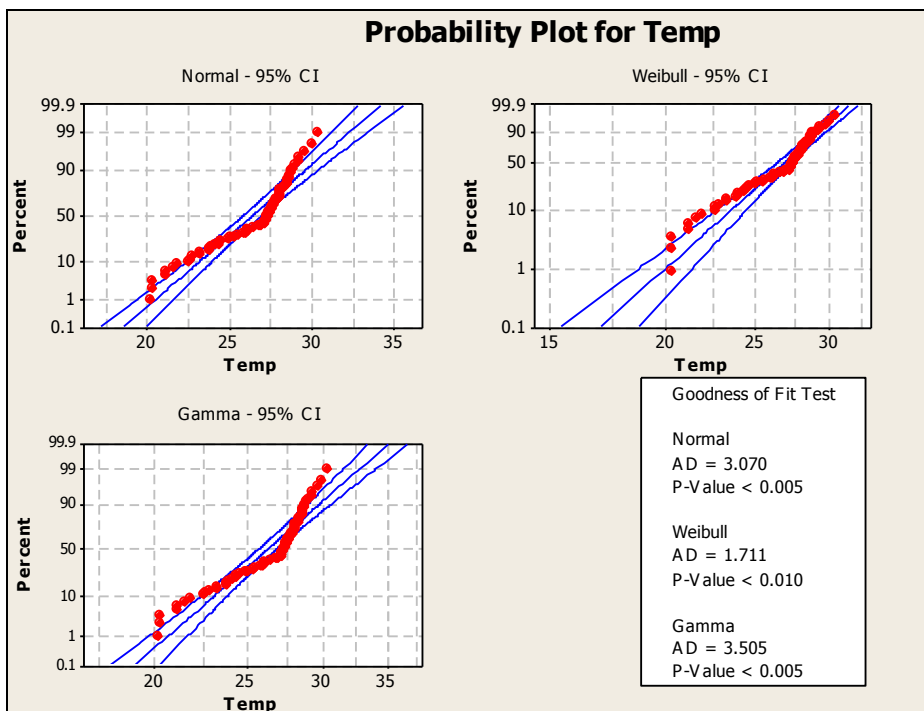 Probability Plot for Temp
Normal - 95% CI
99.9
99
90
50
10
1
0.1
Percent
20 25 30 35
Temp
Weibull - 95% CI
99.9
90
50
10
1
0.1
Percent
15 20 25 30
Temp
Gamma - 95% CI
99.9
99
90
50
10
1
0.1
Percent
20 25 30 35
Temp
Goodness of Fit Test
Normal
AD = 3.070
P-Value < 0.005
Weibull
AD = 1.711
P-Value < 0.010
Gamma
AD = 3.505
P-Value < 0.005